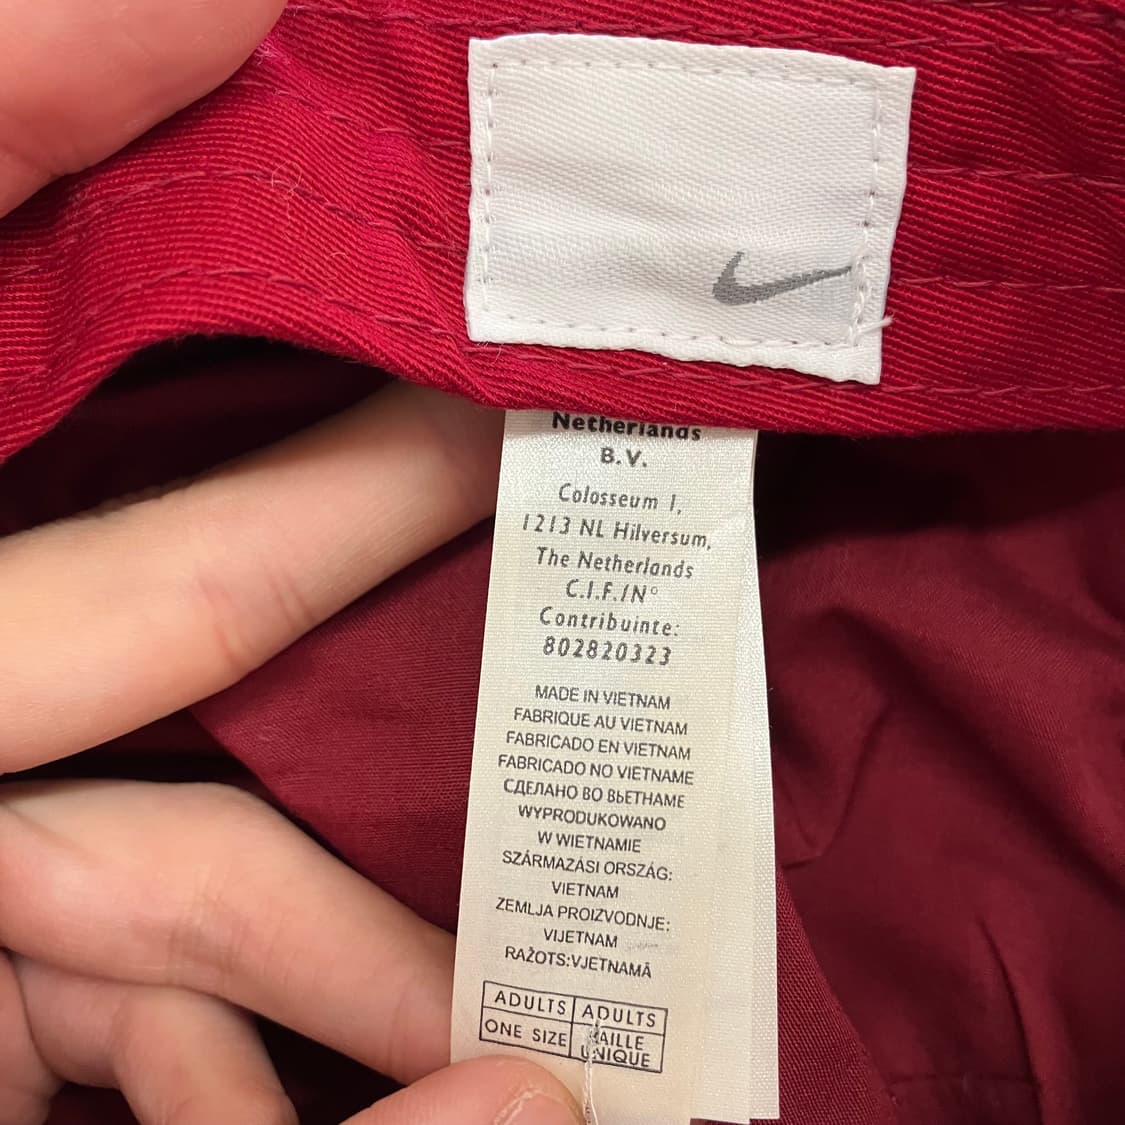 Netherlands
B.V.
Colosseum 1,
1213 NL Hilversum,
The Netherlands
C.I.F./N°
Contribuinte:
802820323
MADE IN VIETNAM
FABRIQUE AU VIETNAM
FABRICADO EN VIETNAM
FABRICADO NO VIETNAME
СДЕЛАНО ВО ВЬЕТНАМЕ
WYPRODUKOWANO
W WIETNAMIE
SZÁRMAZÁSI ORSZÁG:
VIETNAM
ZEMLJA PROIZVODNJE:
VIJETNAM
RAŽOTS:VJETNAMĀ
ADULTS ADULTS
ONE SIZE TAILLE
UNIQUE